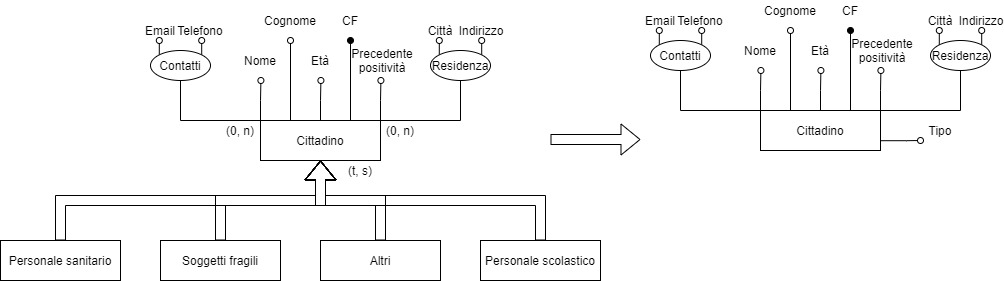 Email Telefono
Cognome
CF
Città Indirizzo
Contatti
Nome
Età
Precedente
positività
Residenza
(0, n)
Cittadino
(0, n)
(t, s)
Personale sanitario
Soggetti fragili
Altri
Personale scolastico
Email Telefono
Cognome
CF
Città Indirizzo
Contatti
Nome
Età
Precedente
positività
Residenza
Cittadino
Tipo